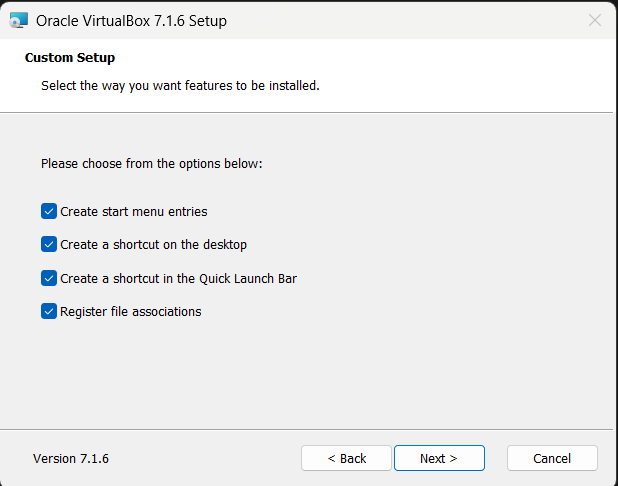 Oracle VirtualBox 7.1.6 Setup
Custom Setup
Select the way you want features to be installed.
Please choose from the options below:
Create start menu entries
Create a shortcut on the desktop
Create a shortcut in the Quick Launch Bar
Register file associations
Version 7.1.6
< Back
Next >
Cancel